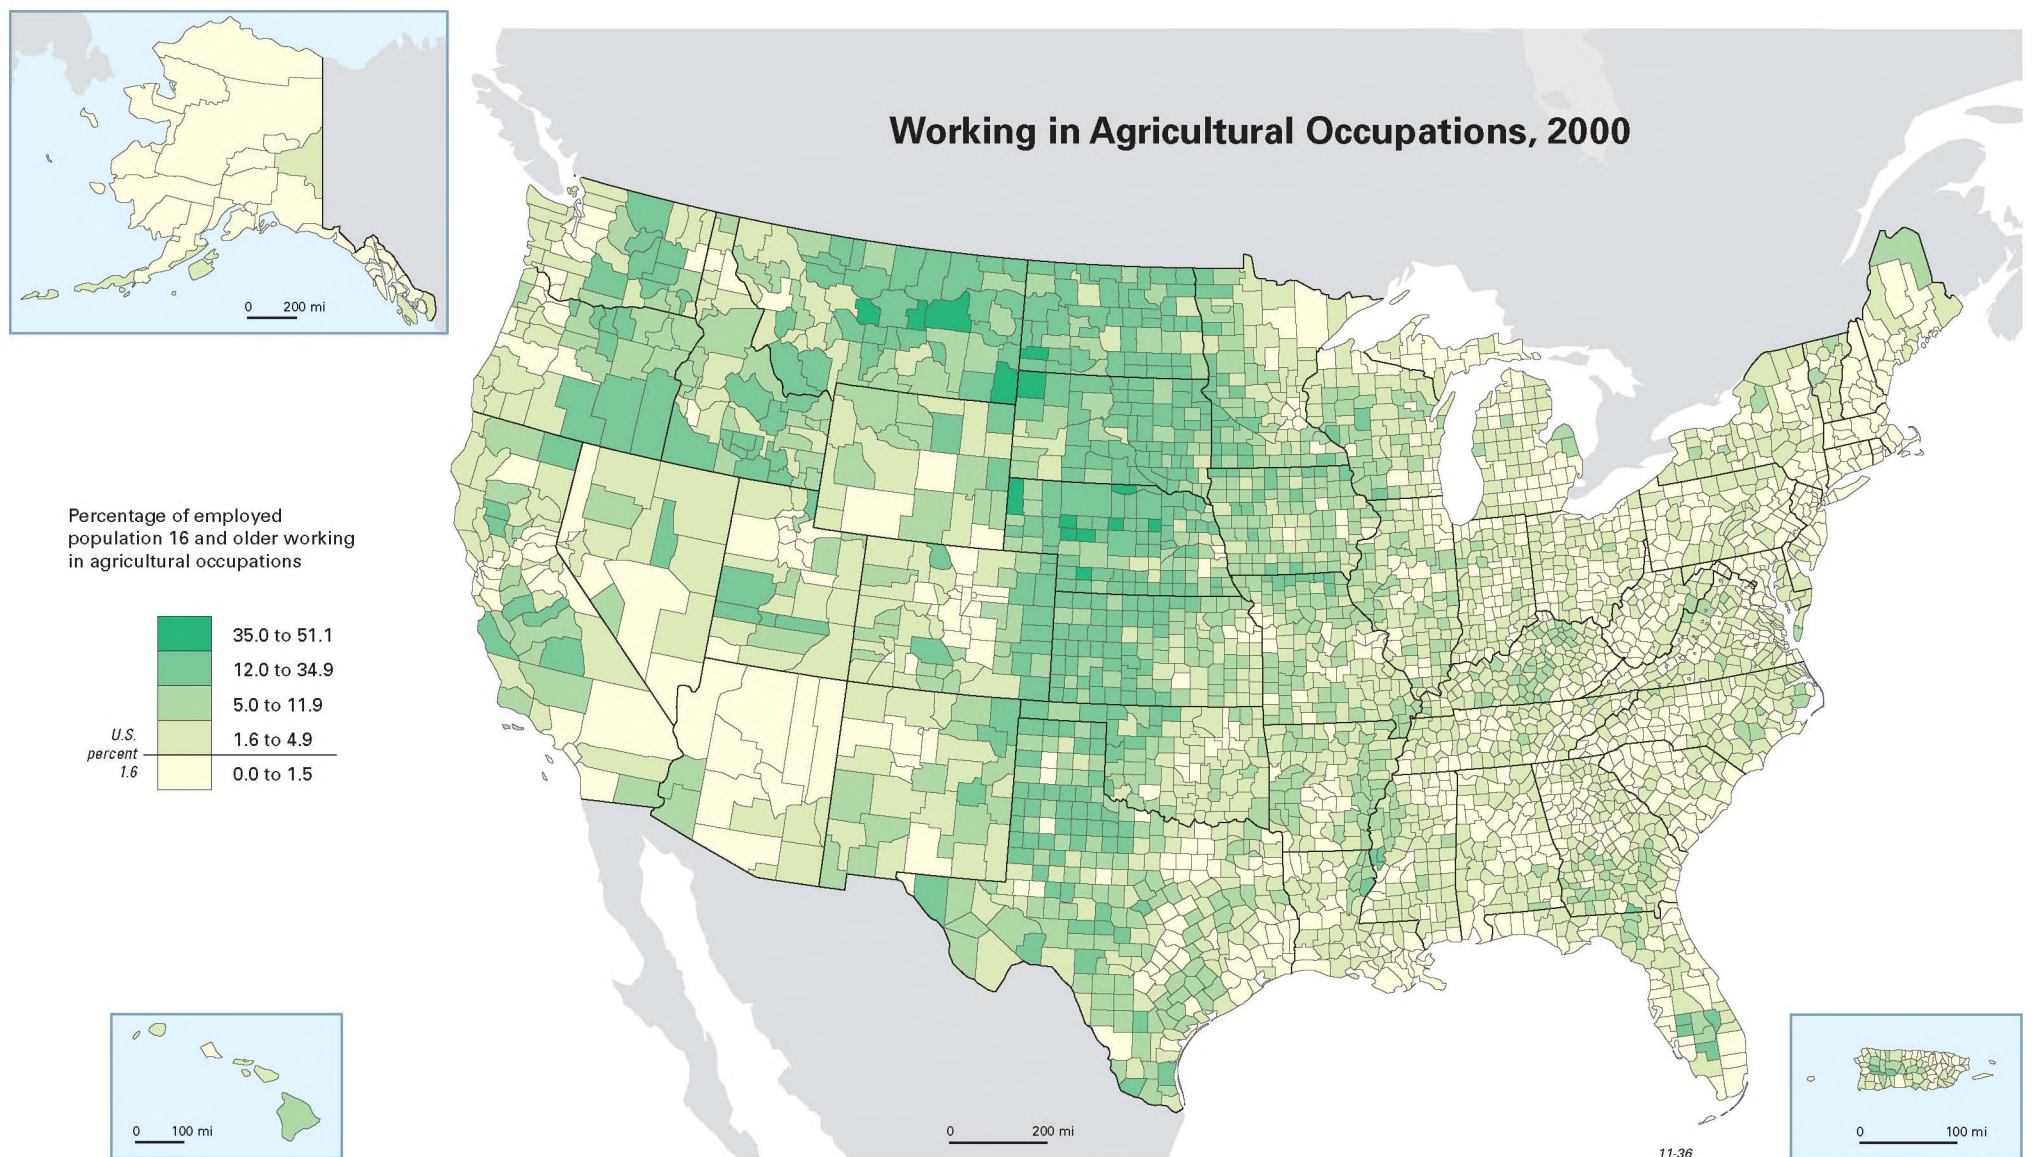 Working in Agricultural Occupations, 2000
0 200 mi
Percentage of employed
population 16 and older working
in agricultural occupations
35.0 to 51.1
12.0 to 34.9
5.0 to 11.9
1.6 to 4.9
0.0 to 1.5
U.S.
percent
1.6
0 100 mi
0 200 mi
0 100 mi
11-36